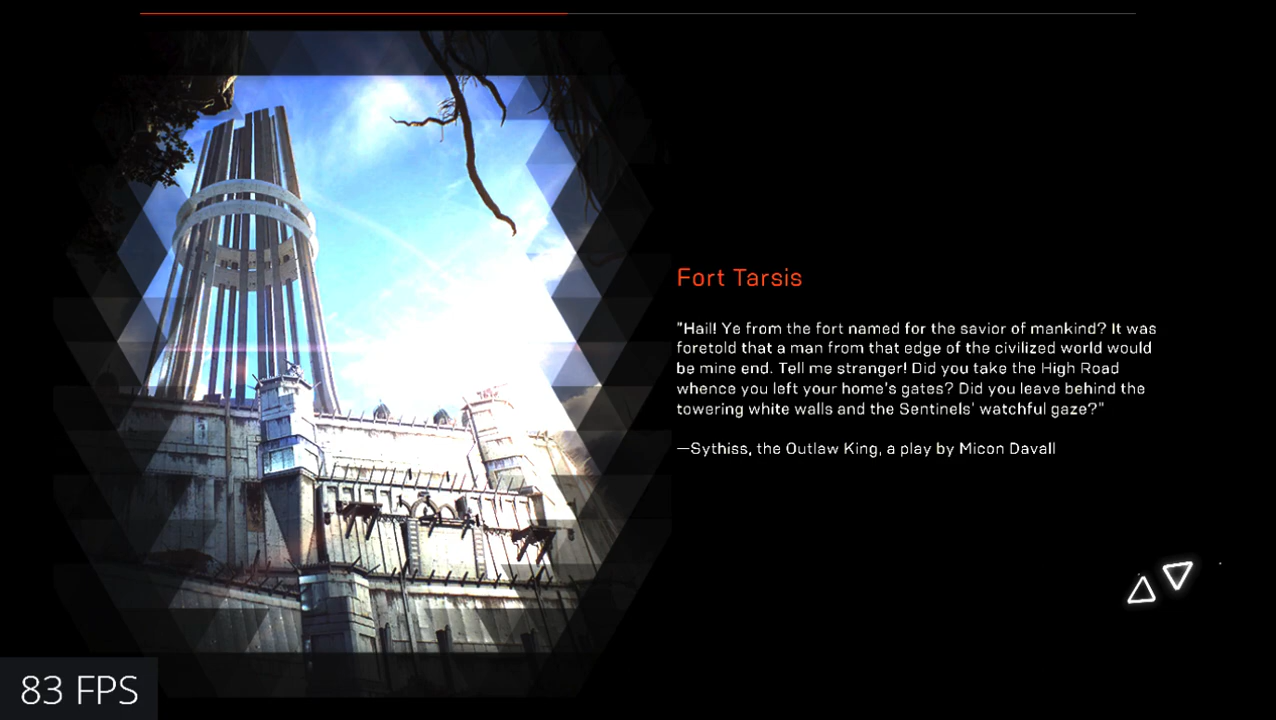 Fort Tarsis
"Hail! Ye from the fort named for the savior of mankind? It was
foretold that a man from that edge of the civilized world would
be mine end. Tell me stranger! Did you take the High Road
whence you left your home's gates? Did you leave behind the
towering white walls and the Sentinels' watchful gaze?"
—Sythiss, the Outlaw King, a play by Micon Davall
83 FPS